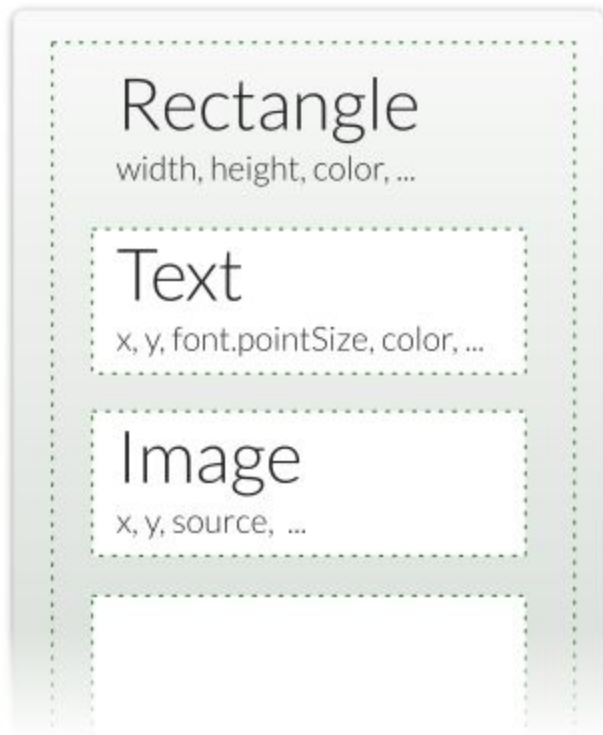 Rectangle
width, height, color, ...
Text
x, y, font.pointSize, color, ...
Image
x, y, source, ...